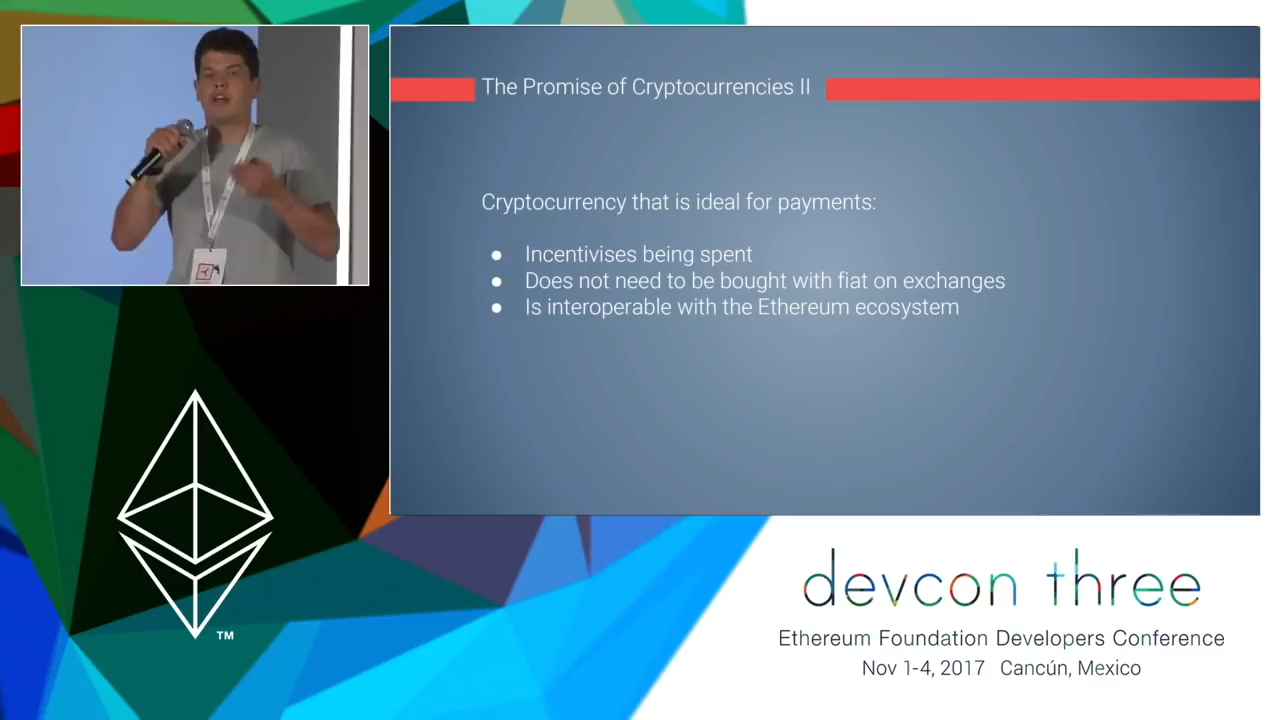 The Promise of Cryptocurrencies II
Cryptocurrency that is ideal for payments:
● Incentivises being spent
● Does not need to be bought with fiat on exchanges
● Is interoperable with the Ethereum ecosystem
TM
devcon three
Ethereum Foundation Developers Conference
Nov 1-4, 2017 Cancún, Mexico